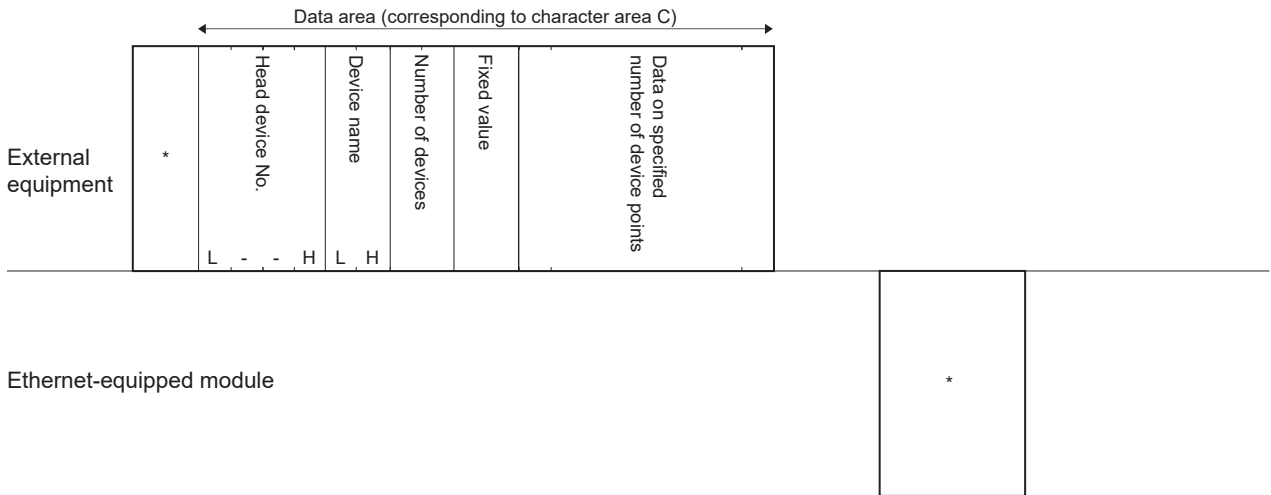 Data area (corresponding to character area C)
External
equipment
*
Head device No.
L - - H
Device name
L H
Number of devices
Fixed value
Data on specified
number of device points
Ethernet-equipped module
*